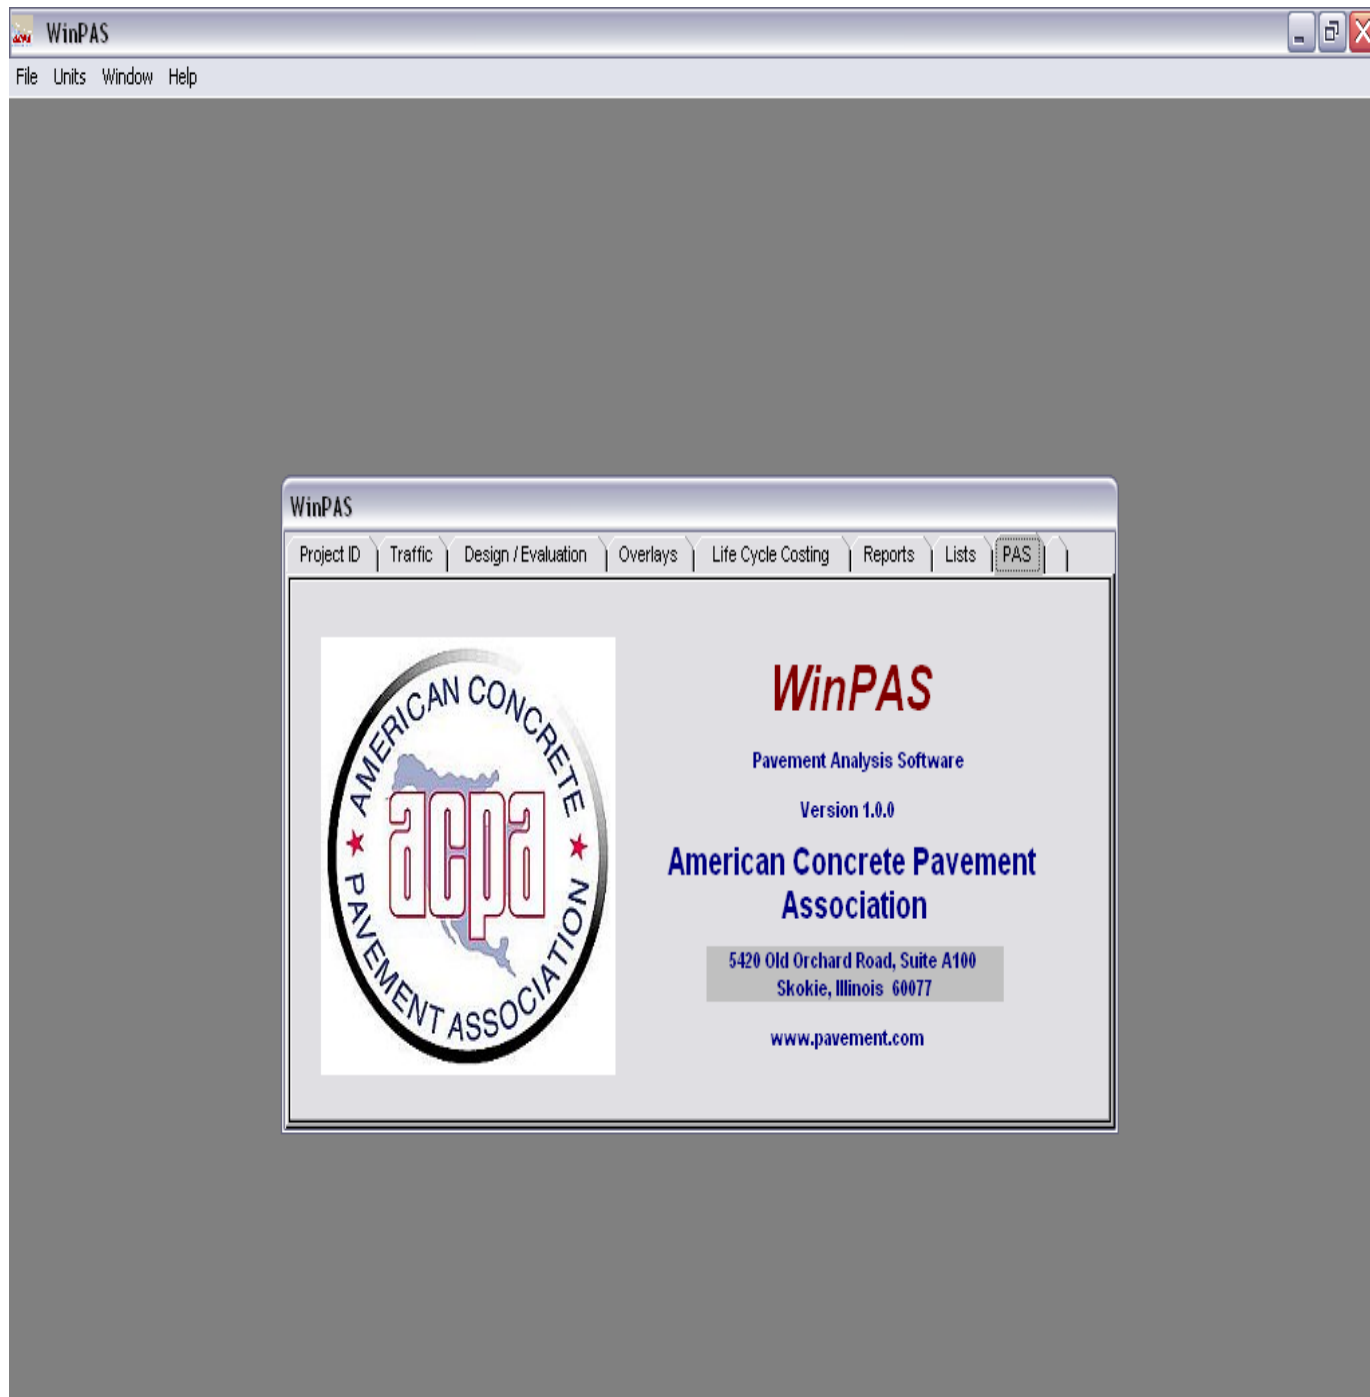 WinPAS
File Units Window Help
WinPAS
Project ID Traffic Design / Evaluation Overlays Life Cycle Costing Reports Lists PAS
AMERICAN CONCRETE
acpa
PAVEMENT ASSOCIATION
WinPAS
Pavement Analysis Software
Version 1.0.0
American Concrete Pavement
Association
5420 Old Orchard Road, Suite A100
Skokie, Illinois 60077
www.pavement.com